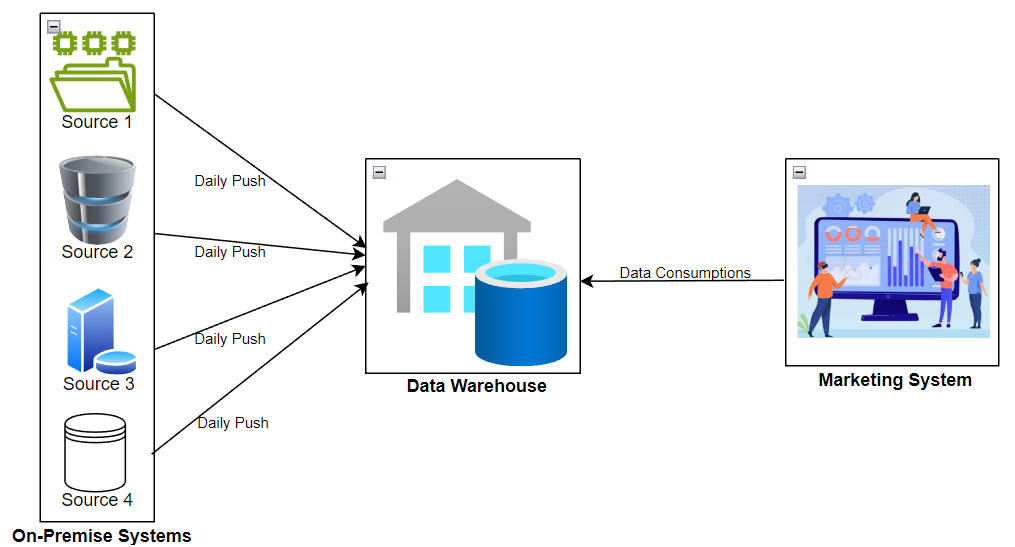 Source 1
Daily Push
Source 2
Daily Push
Source 3
Daily Push
Source 4
Daily Push
On-Premise Systems
Data Warehouse
Data Consumptions
Marketing System